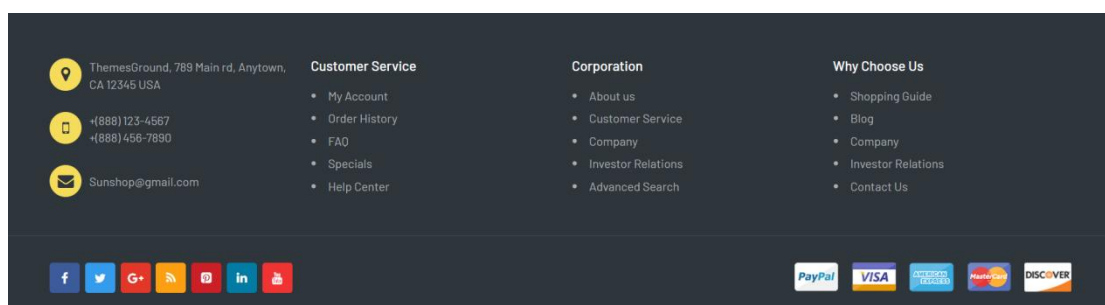 ThemesGround, 789 Main rd, Anytown,
CA 12345 USA
+(888) 123-4567
+(888) 456-7890
Sunshop@gmail.com
Customer Service
My Account
Order History
FAQ
Specials
Help Center
Corporation
About us
Customer Service
Company
Investor Relations
Advanced Search
Why Choose Us
Shopping Guide
Blog
Company
Investor Relations
Contact Us
f
G+
in
You
PayPal
VISA
AMERICAN
EXPRESS
MasterCard
DISCOVER